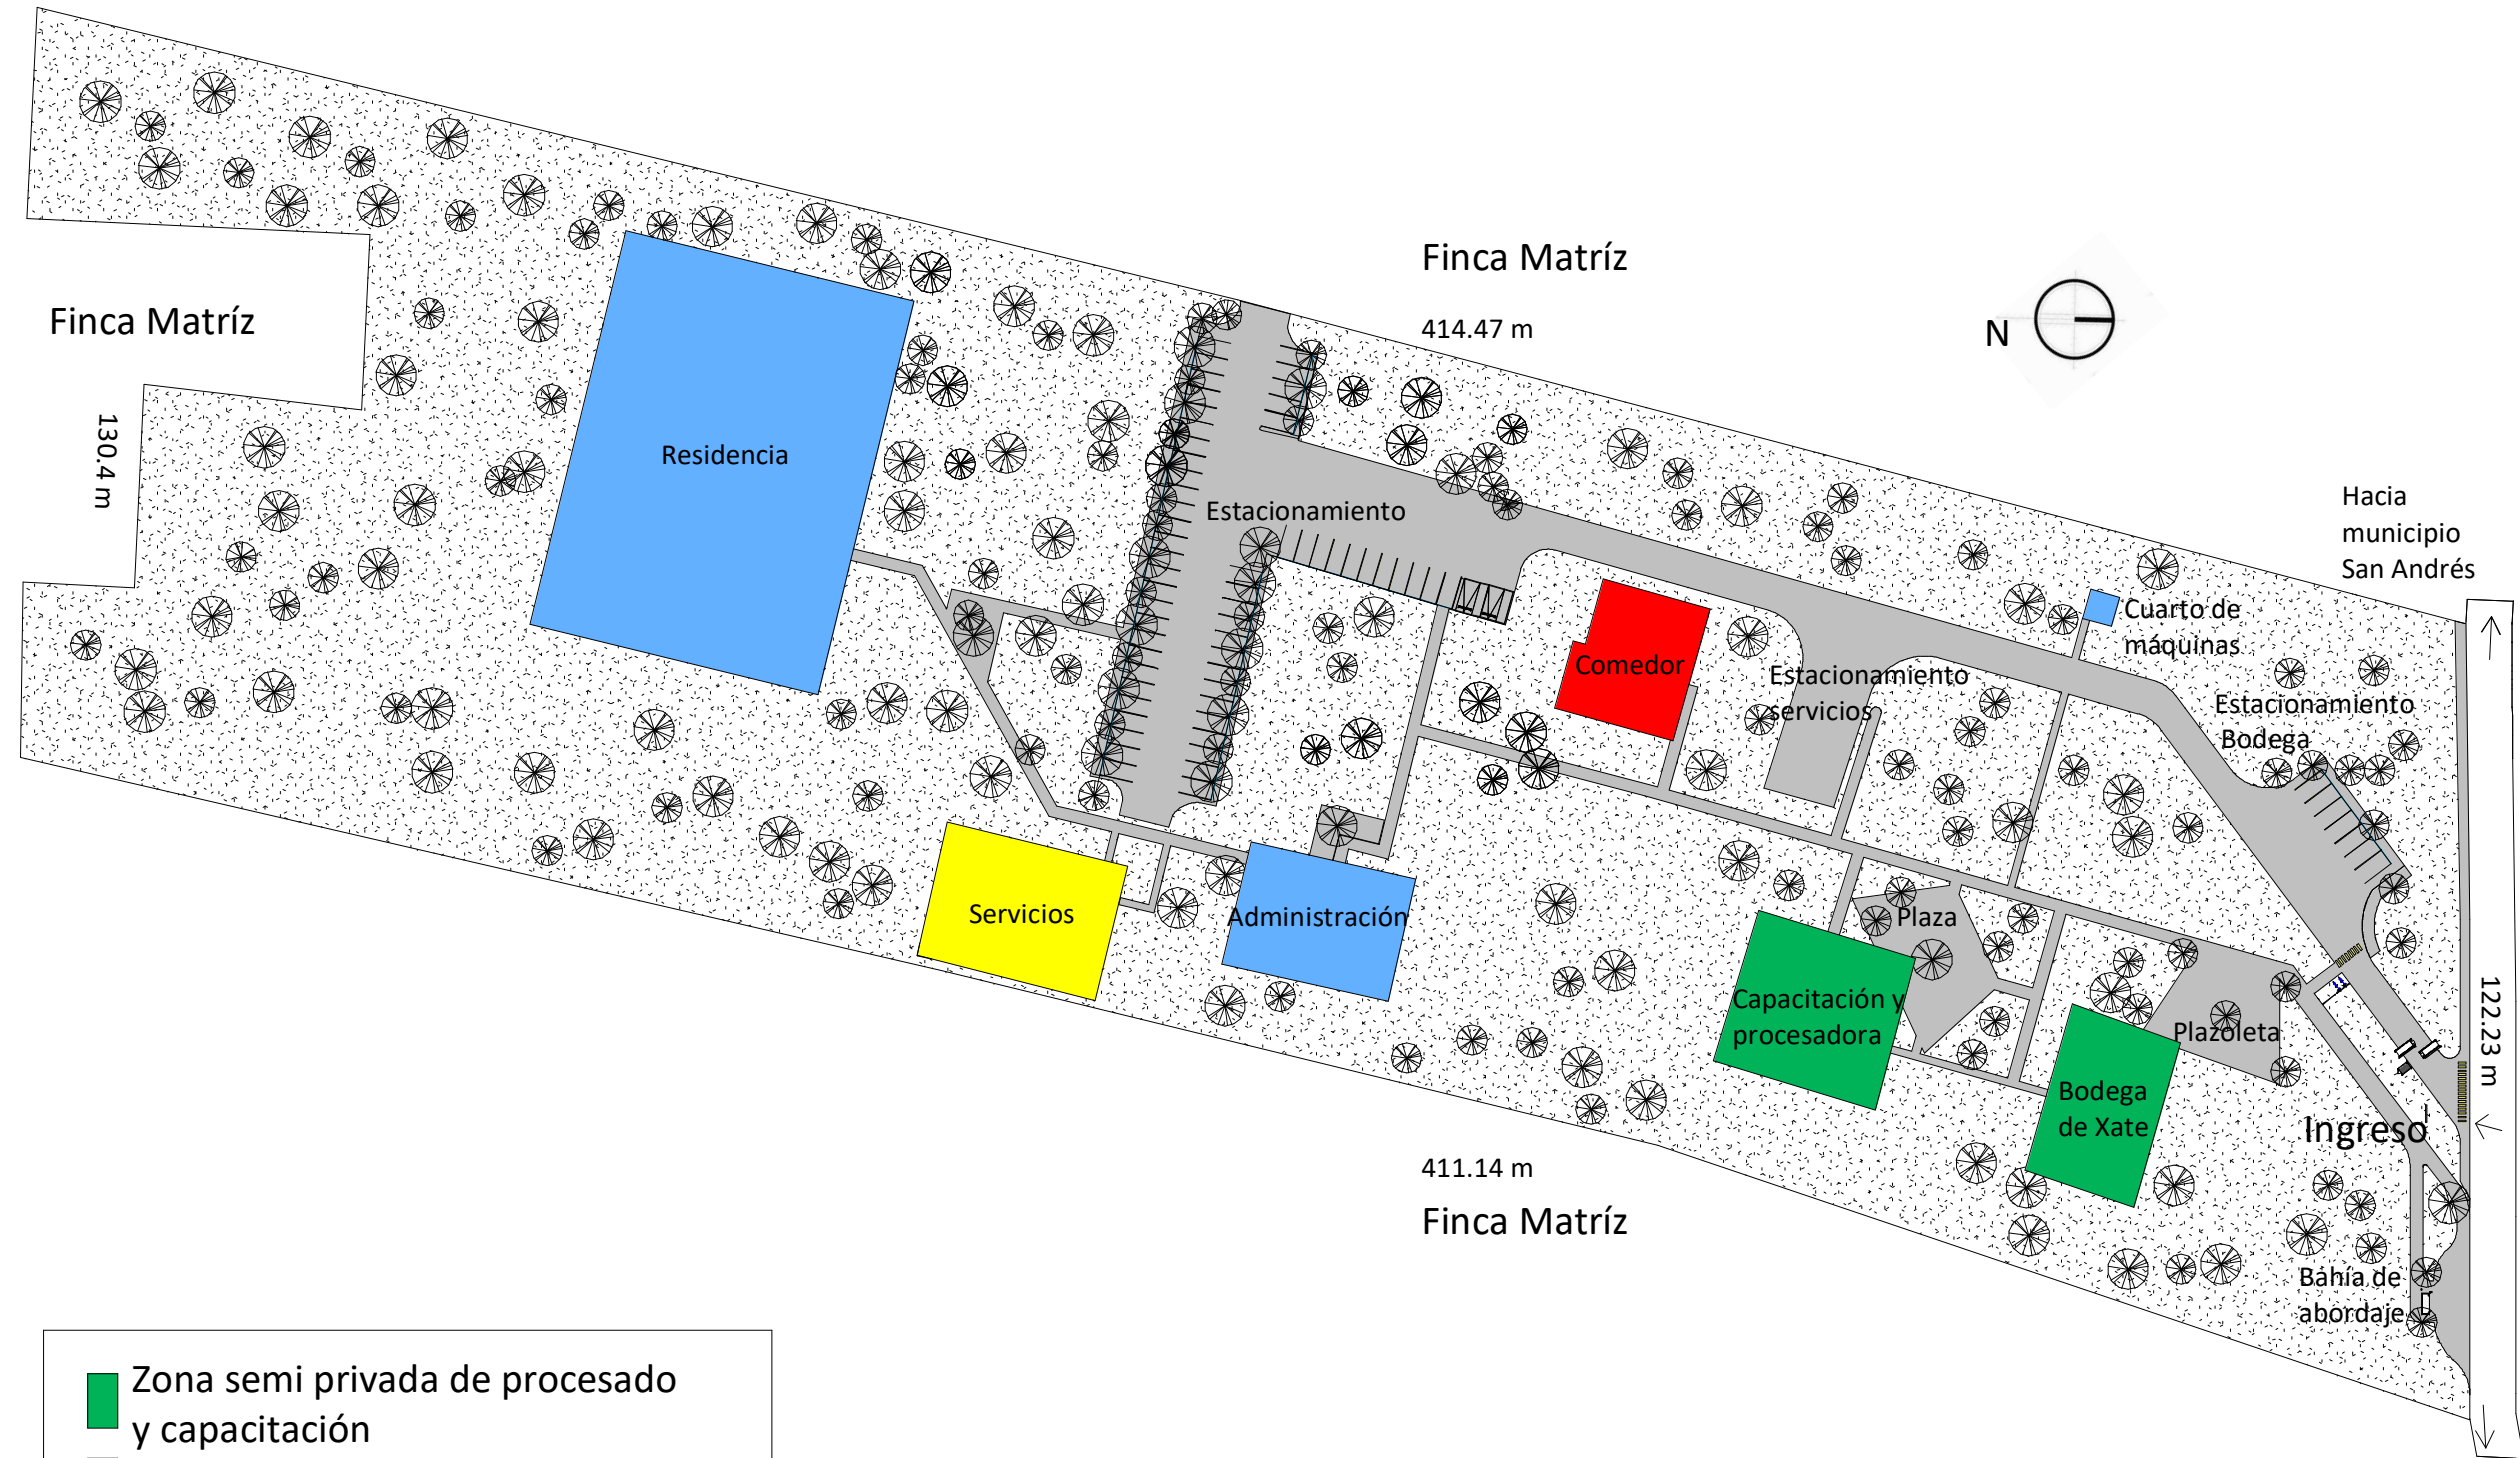 Finca Matríz
414.47 m
N
Finca Matríz
130.4 m
Residencia
Estacionamiento
Hacia
municipio
San Andrés
Cuarto de
máquinas
Comedor
Estacionamiento
servicios
Estacionamiento
Bodega
Servicios
Administración
Plaza
Capacitación y
procesadora
Plazoleta
122.23 m
Bodega
de Xate
Ingreso
411.14 m
Finca Matríz
Bahía de
abordaje
Zona semi privada de procesado
y capacitación